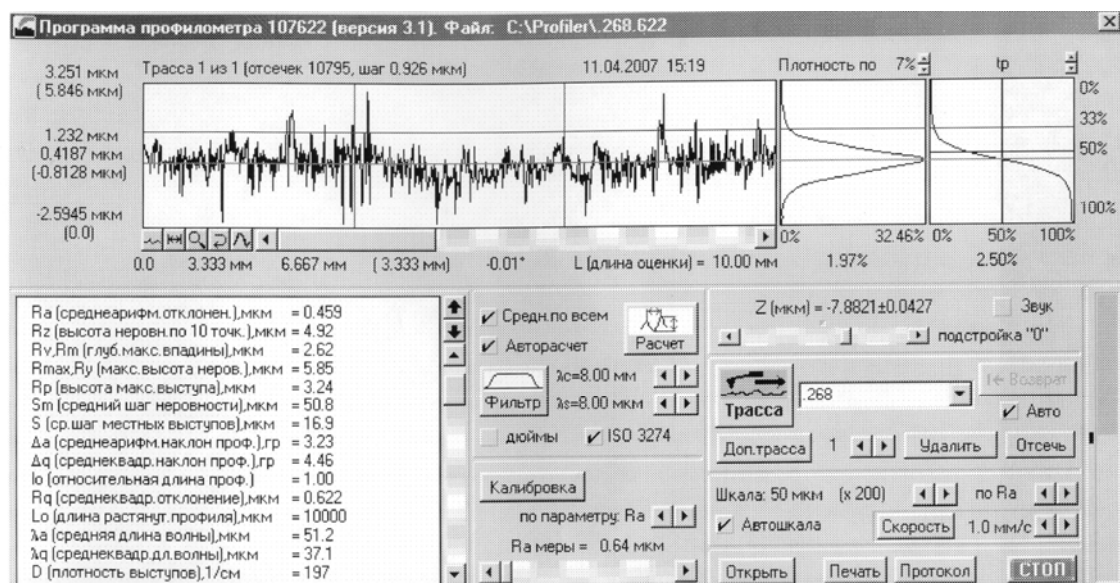 Программа профилометра 107622 (версия 3.1). Файл: C:\Profiler\.268.622
3.251 мкм
(5.846 мкм)
Трасса 1 из 1 (отсечек 10795, шаг 0.926 мкм)
11.04.2007 15:19
Плотность по 7%
tp
0%
33%
50%
100%
1.232 мкм
0.4187 мкм
(-0.8128 мкм)
-2.5945 мкм
(0.0)
0% 32.46% 0% 50% 100%
0.0 3.333 мм 6.667 мм (3.333 мм) -0.01° L (длина оценки) = 10.00 мм 1.97% 2.50%
Ra (среднеарифм.отклонен.),мкм = 0.459
Rz (высота неровн.по 10 точк.),мкм = 4.92
Rv,Rm (глуб.макс.впадины),мкм = 2.62
Rmax,Ry (макс.высота неров.),мкм = 5.85
Rp (высота макс.выступа),мкм = 3.24
Sm (средний шаг неровности),мкм = 50.8
S (ср.шаг местных выступов),мкм = 16.9
Δa (среднеарифм.наклон проф.),гр = 3.23
Δq (среднеквадр.наклон проф.),гр = 4.46
lo (относительная длина проф.) = 1.00
Rq (среднеквадр.отклонение),мкм = 0.622
Lo (длина растянут.профиля),мкм = 10000
λa (средняя длина волны),мкм = 51.2
λq (среднеквадр.дл.волны),мкм = 37.1
D (плотность выступов),1/см = 197
Средн.по всем
Авторасчет
Расчет
Фильтр
λc=8.00 мм
λs=8.00 мкм
дюймы ISO 3274
Калибровка
по параметру: Ra
Ra меры = 0.64 мкм
Z (мкм) = -7.8821±0.0427
Звук
подстройка "0"
Трасса
.268
Возврат
Авто
Доп.трасса 1 Удалить Отсечь
Шкала: 50 мкм (x 200) по Ra
Автошкала Скорость 1.0 мм/с
Открыть Печать Протокол СТОП